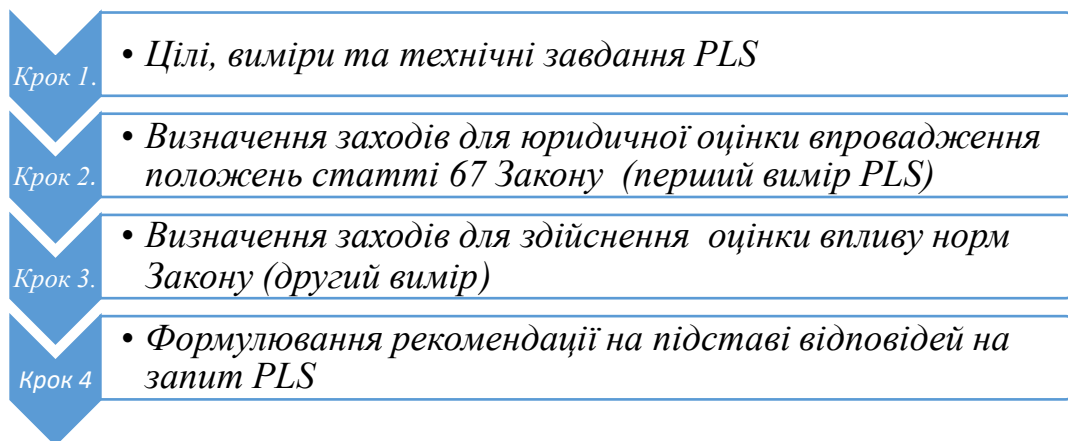 Крок 1.
• Цілі, виміри та технічні завдання PLS
Крок 2.
• Визначення заходів для юридичної оцінки впровадження
положень статті 67 Закону (перший вимір PLS)
Крок 3.
• Визначення заходів для здійснення оцінки впливу норм
Закону (другий вимір)
Крок 4
• Формулювання рекомендації на підставі відповідей на
запит PLS